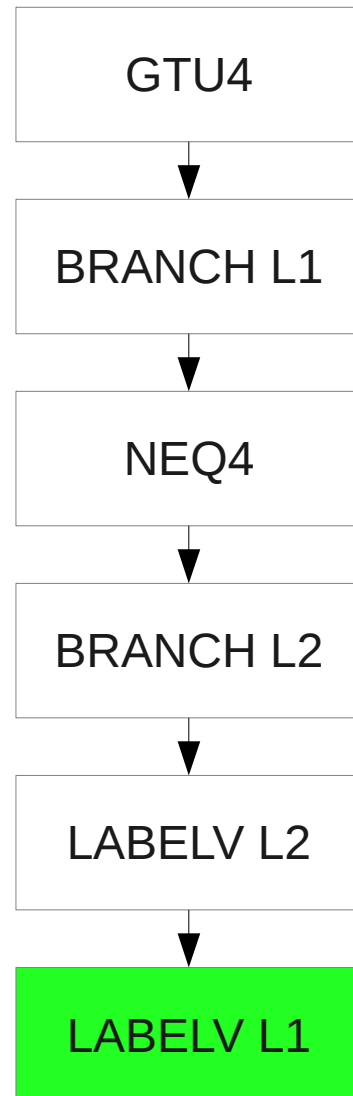 GTU4
BRANCH L1
NEQ4
BRANCH L2
LABELV L2
LABELV L1